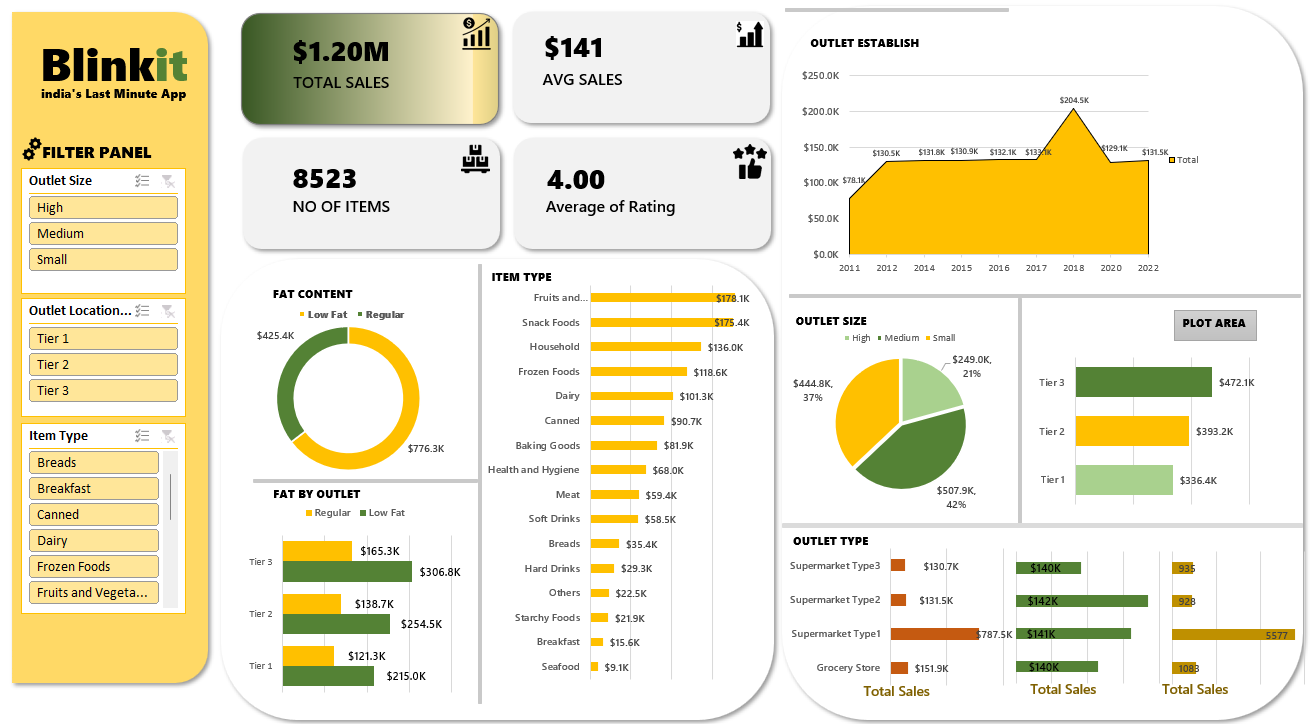 Blinkit
india's Last Minute App
FILTER PANEL
Outlet Size
High
Medium
Small
Outlet Location...
Tier 1
Tier 2
Tier 3
Item Type
Breads
Breakfast
Canned
Dairy
Frozen Foods
Fruits and Vegeta...
$1.20M
TOTAL SALES
$141
AVG SALES
8523
NO OF ITEMS
4.00
Average of Rating
FAT CONTENT
Low Fat Regular
$425.4K
$776.3K
FAT BY OUTLET
Regular Low Fat
Tier 3 $165.3K
$306.8K
Tier 2 $138.7K
$254.5K
Tier 1 $121.3K
$215.0K
ITEM TYPE
Fruits and... $178.1K
Snack Foods $175.4K
Household $136.0K
Frozen Foods $118.6K
Dairy $101.3K
Canned $90.7K
Baking Goods $81.9K
Health and Hygiene $68.0K
Meat $59.4K
Soft Drinks $58.5K
Breads $35.4K
Hard Drinks $29.3K
Others $22.5K
Starchy Foods $21.9K
Breakfast $15.6K
Seafood $9.1K
OUTLET ESTABLISH
$250.0K
$200.0K
$150.0K
$100.0K
$50.0K
$0.0K
$78.1K $130.5K $131.8K $130.9K $132.1K $133.1K $204.5K $129.1K $131.5K
2011 2012 2014 2015 2016 2017 2018 2020 2022
Total
OUTLET SIZE
High Medium Small
$249.0K,
21%
$444.8K,
37%
$507.9K,
42%
PLOT AREA
Tier 3 $472.1K
Tier 2 $393.2K
Tier 1 $336.4K
OUTLET TYPE
Supermarket Type3 $130.7K $140K 935
Supermarket Type2 $131.5K $142K 928
Supermarket Type1 $787.5K $141K 5577
Grocery Store $151.9K $140K 1083
Total Sales Total Sales Total Sales